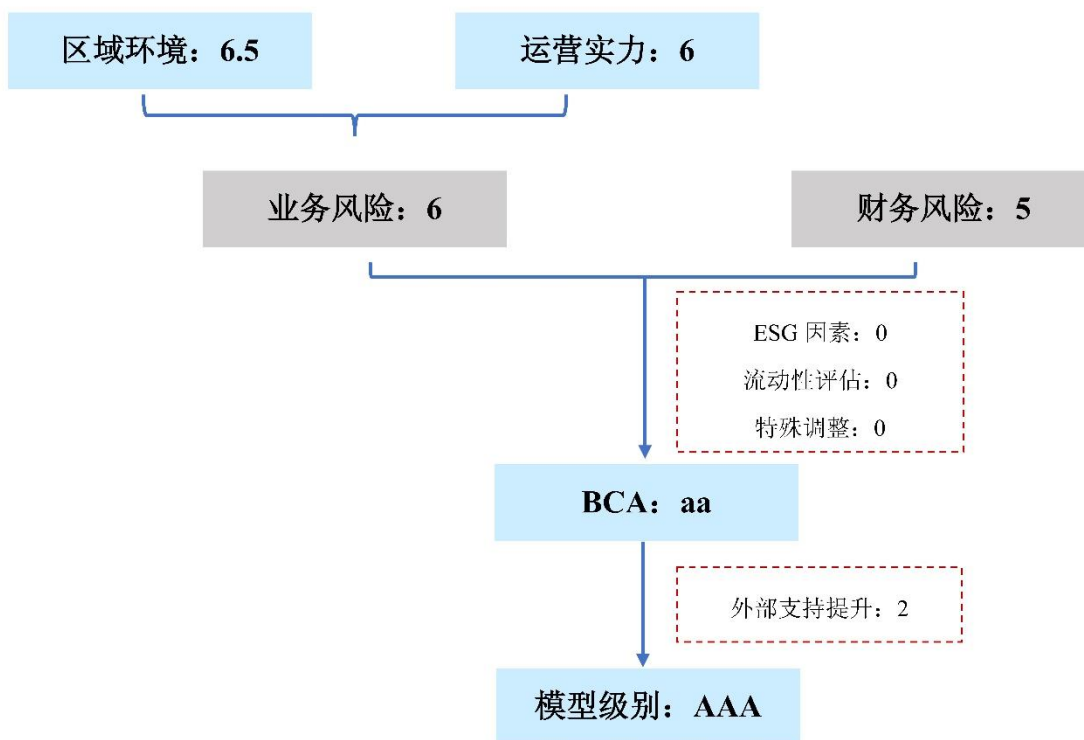 区域环境：6.5
运营实力：6
业务风险：6
财务风险：5
ESG 因素：0
流动性评估：0
特殊调整：0
BCA：aa
外部支持提升：2
模型级别：AAA